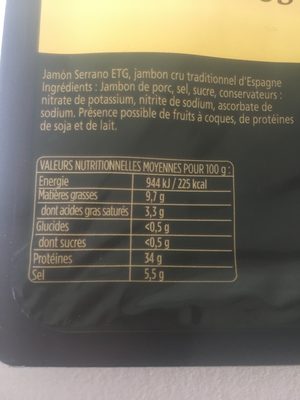 Jamón Serrano ETG, jambon cru traditionnel d'Espagne
Ingrédients : Jambon de porc, sel, sucre, conservateurs :
nitrate de potassium, nitrite de sodium, ascorbate de
sodium. Présence possible de fruits à coques, de protéines
de soja et de lait.
VALEURS NUTRITIONNELLES MOYENNES POUR 100 g :
Energie 944 kJ / 225 kcal
Matières grasses 9,7 g
dont acides gras saturés 3,3 g
Glucides <0,5 g
dont sucres <0,5 g
Protéines 34 g
Sel 5,5 g